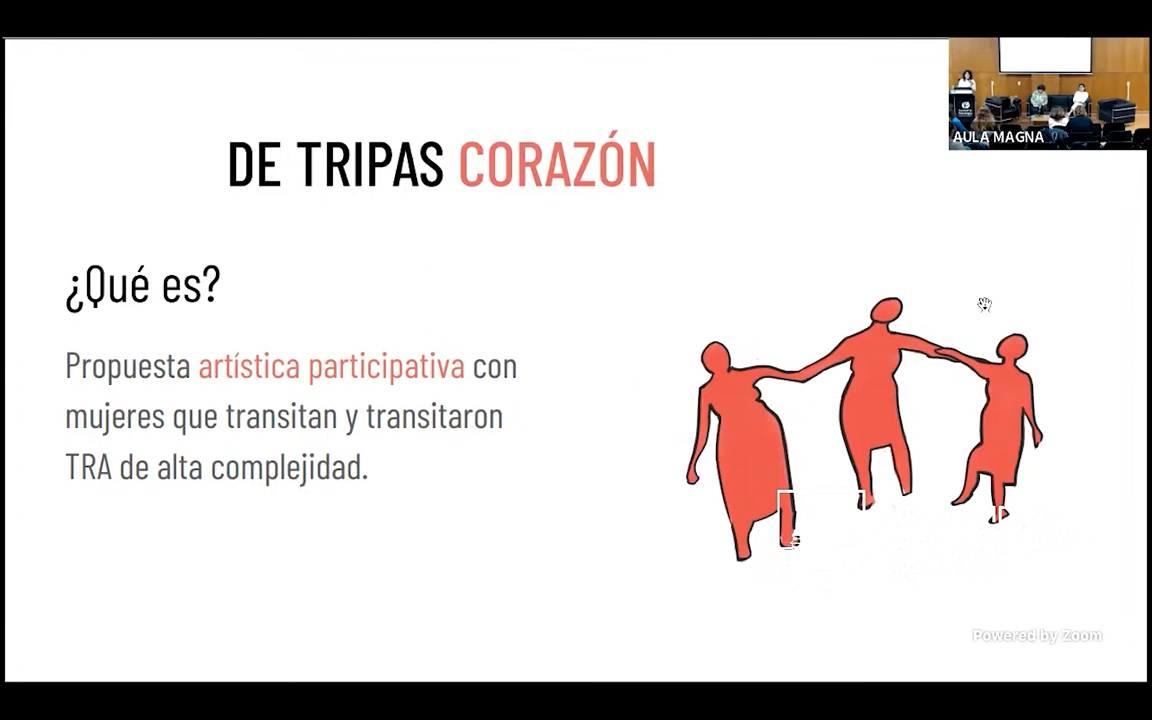 DE TRIPAS CORAZÓN
AULA MAGNA
¿Qué es?
Propuesta artística participativa con
mujeres que transitan y transitaron
TRA de alta complejidad.
Powered by Zoom